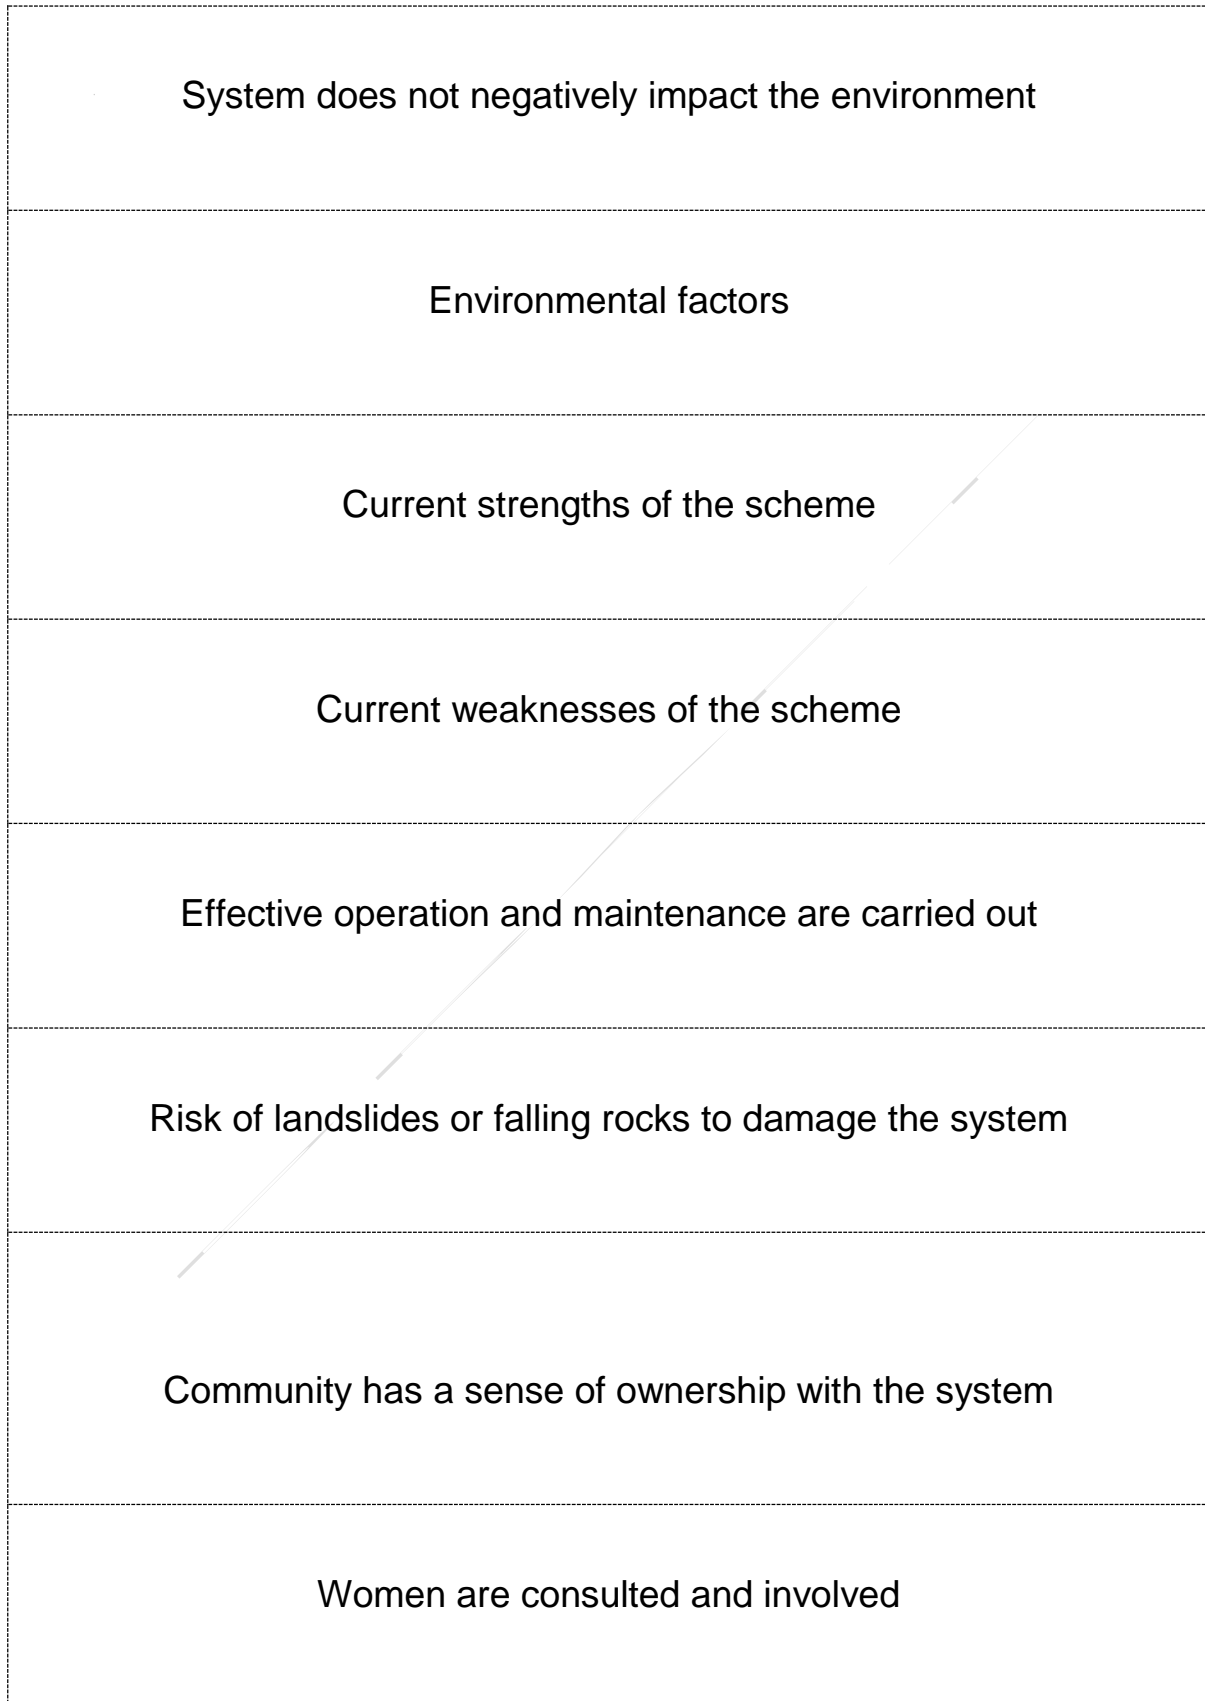 System does not negatively impact the environment
Environmental factors
Current strengths of the scheme
Current weaknesses of the scheme
Effective operation and maintenance are carried out
Risk of landslides or falling rocks to damage the system
Community has a sense of ownership with the system
Women are consulted and involved